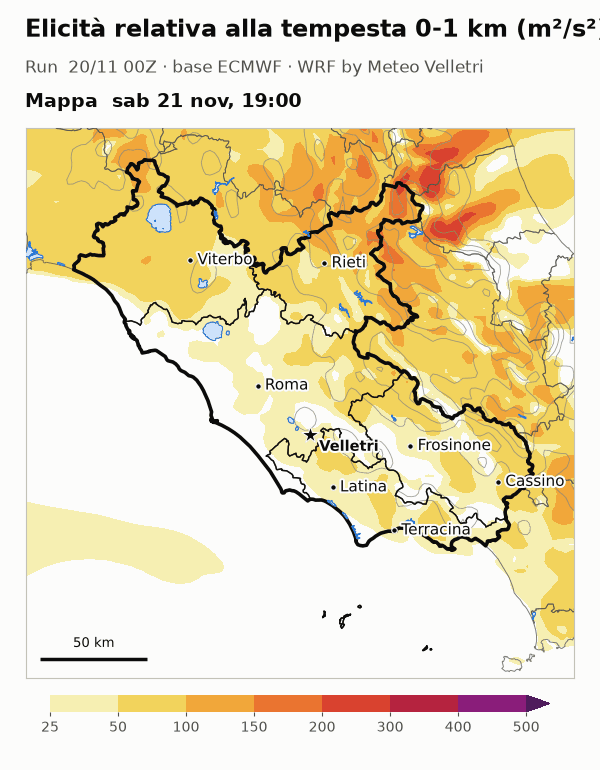 Elicità relativa alla tempesta 0-1 km (m²/s²)
Run 20/11 00Z · base ECMWF · WRF by Meteo Velletri
Mappa sab 21 nov, 19:00
Viterbo
Rieti
Roma
Velletri
Frosinone
Latina
Cassino
Terracina
50 km
25 50 100 150 200 300 400 500